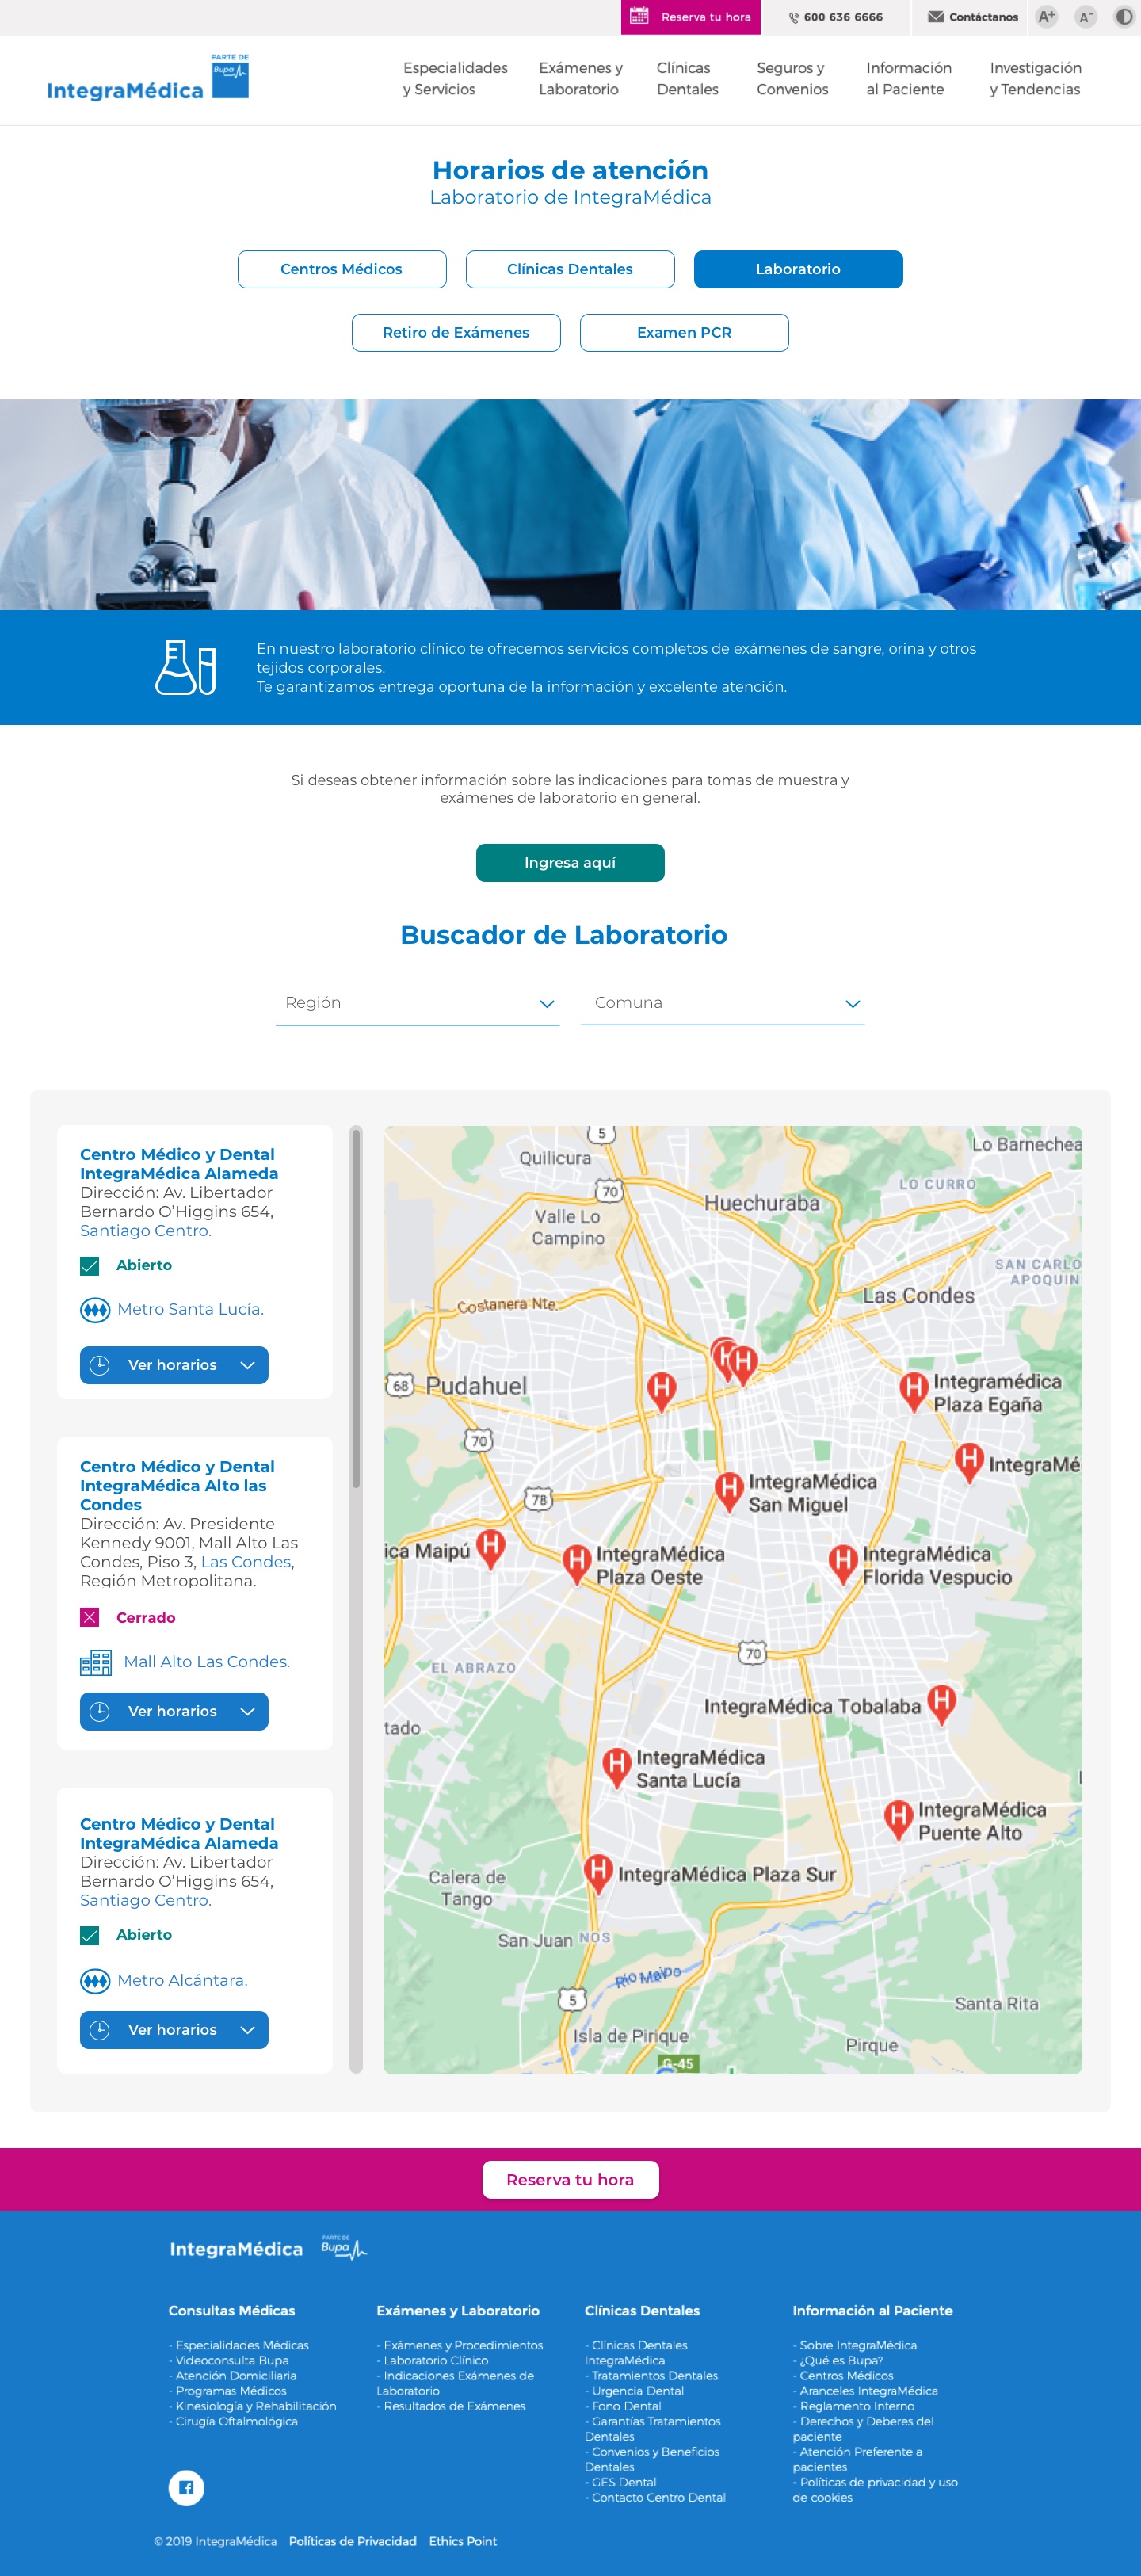 Reserva tu hora
600 636 6666
Contáctanos
A+
A-
PARTE DE
Bupa
IntegraMédica
Especialidades
y Servicios
Exámenes y
Laboratorio
Clínicas
Dentales
Seguros y
Convenios
Información
al Paciente
Investigación
y Tendencias
Horarios de atención
Laboratorio de IntegraMédica
Centros Médicos
Clínicas Dentales
Laboratorio
Retiro de Exámenes
Examen PCR
En nuestro laboratorio clínico te ofrecemos servicios completos de exámenes de sangre, orina y otros
tejidos corporales.
Te garantizamos entrega oportuna de la información y excelente atención.
Si deseas obtener información sobre las indicaciones para tomas de muestra y
exámenes de laboratorio en general.
Ingresa aquí
Buscador de Laboratorio
Región
Comuna
Centro Médico y Dental
IntegraMédica Alameda
Dirección: Av. Libertador
Bernardo O’Higgins 654,
Santiago Centro.
Abierto
Metro Santa Lucía.
Ver horarios
Centro Médico y Dental
IntegraMédica Alto las
Condes
Dirección: Av. Presidente
Kennedy 9001, Mall Alto Las
Condes, Piso 3, Las Condes,
Región Metropolitana.
Cerrado
Mall Alto Las Condes.
Ver horarios
Centro Médico y Dental
IntegraMédica Alameda
Dirección: Av. Libertador
Bernardo O’Higgins 654,
Santiago Centro.
Abierto
Metro Alcántara.
Ver horarios
5
Quilicura
Lo Barnechea
70
LO CURRO
Huechuraba
Valle Lo
Campino
SAN CARLO
APOQUIN
Las Condes
Costanera Nte.
H
H
68
Pudahuel
H
H
Integramédica
Plaza Egaña
70
H
IntegraMé
H
IntegraMédica
San Miguel
78
ica Maipú
H
H
IntegraMédica
Plaza Oeste
H
IntegraMédica
Florida Vespucio
70
EL ABRAZO
IntegraMédica Tobalaba
H
tado
H
IntegraMédica
Santa Lucía
H
IntegraMédica
Puente Alto
H
IntegraMédica Plaza Sur
Calera de
Tango
San Juan
NOS
Río Maipo
5
Santa Rita
Isla de Pirique
Pirque
G-45
Reserva tu hora
IntegraMédica
PARTE DE
Bupa
Consultas Médicas
- Especialidades Médicas
- Videoconsulta Bupa
- Atención Domiciliaria
- Programas Médicos
- Kinesiología y Rehabilitación
- Cirugía Oftalmológica
Exámenes y Laboratorio
- Exámenes y Procedimientos
- Laboratorio Clínico
- Indicaciones Exámenes de
Laboratorio
- Resultados de Exámenes
Clínicas Dentales
- Clínicas Dentales
IntegraMédica
- Tratamientos Dentales
- Urgencia Dental
- Fono Dental
- Garantías Tratamientos
Dentales
- Convenios y Beneficios
Dentales
- GES Dental
- Contacto Centro Dental
Información al Paciente
- Sobre IntegraMédica
- ¿Qué es Bupa?
- Centros Médicos
- Aranceles IntegraMédica
- Reglamento Interno
- Derechos y Deberes del
paciente
- Atención Preferente a
pacientes
- Políticas de privacidad y uso
de cookies
© 2019 IntegraMédica
Políticas de Privacidad
Ethics Point